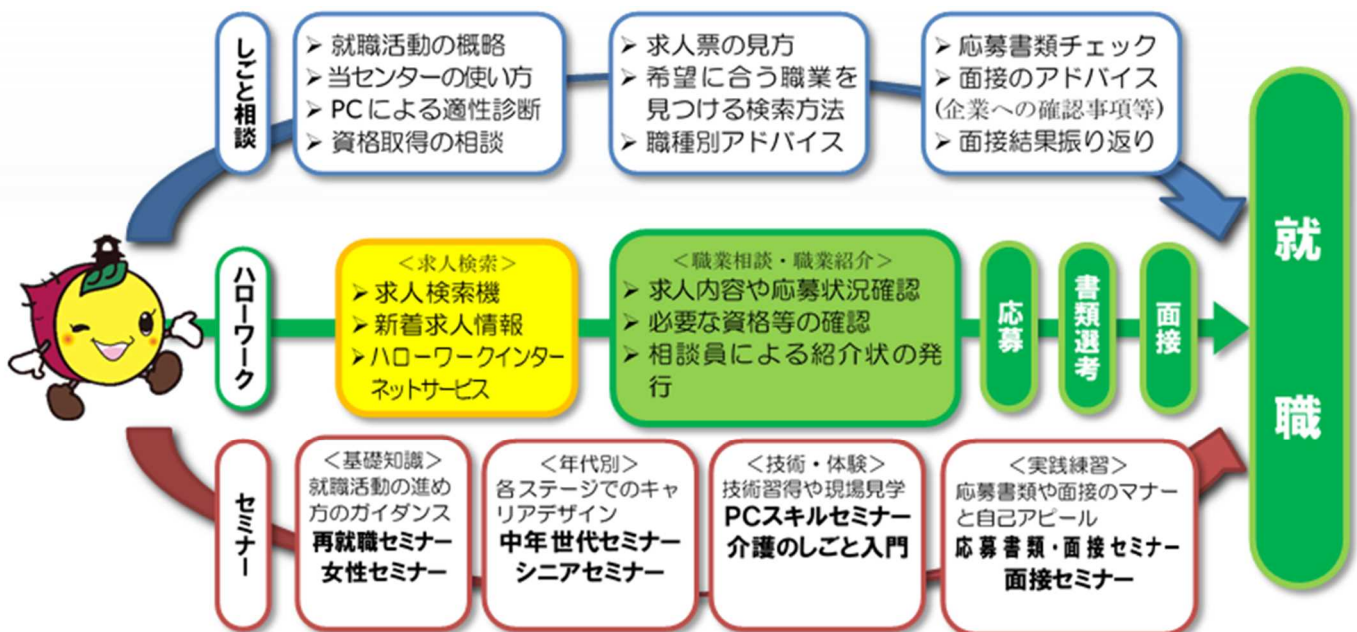 しごと相談
➢ 就職活動の概略
➢ 当センターの使い方
➢ PCによる適性診断
➢ 資格取得の相談
➢ 求人票の見方
➢ 希望に合う職業を
見つける検索方法
➢ 職種別アドバイス
➢ 応募書類チェック
➢ 面接のアドバイス
(企業への確認事項等)
➢ 面接結果振り返り
ハローワーク
＜求人検索＞
➢ 求人検索機
➢ 新着求人情報
➢ ハローワークインター
ネットサービス
＜職業相談・職業紹介＞
➢ 求人内容や応募状況確認
➢ 必要な資格等の確認
➢ 相談員による紹介状の発
行
応募
書類選考
面接
就職
セミナー
＜基礎知識＞
就職活動の進め
方のガイダンス
再就職セミナー
女性セミナー
＜年代別＞
各ステージでのキャ
リアデザイン
中年世代セミナー
シニアセミナー
＜技術・体験＞
技術習得や現場見学
PCスキルセミナー
介護のしごと入門
＜実践練習＞
応募書類や面接のマナー
と自己アピール
応募書類・面接セミナー
面接セミナー